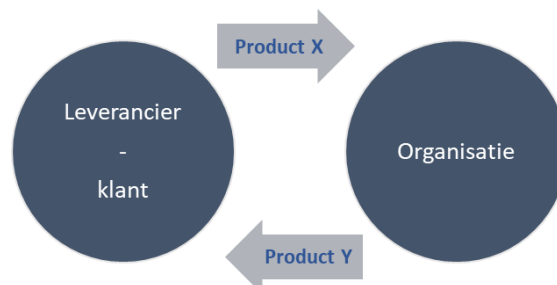 Product X
Leverancier
-
klant
Organisatie
Product Y